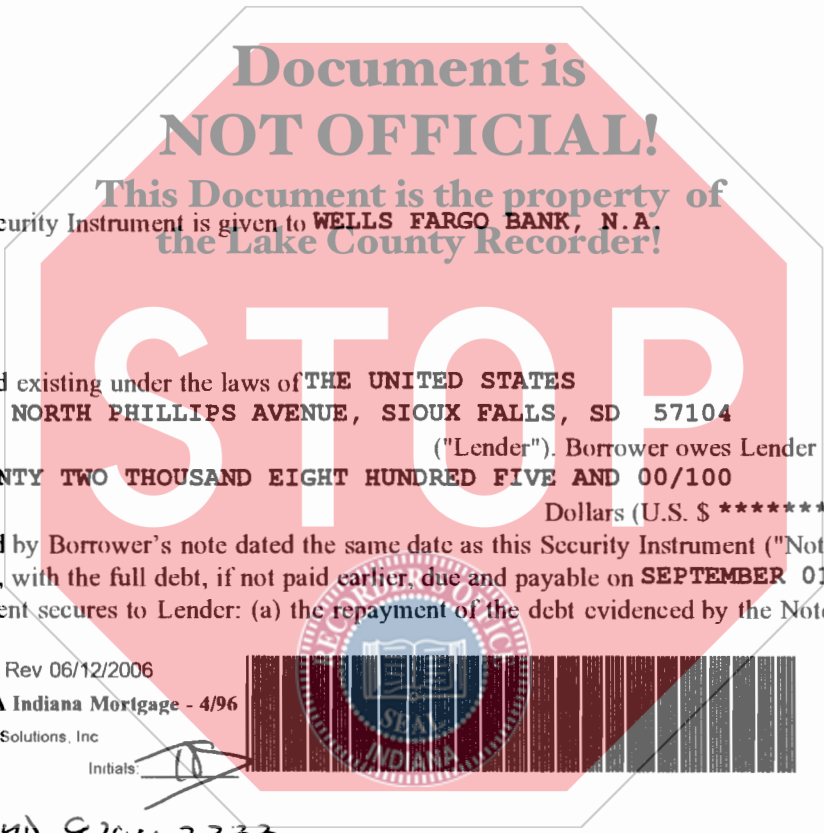 Document is
NOT OFFICIAL!
This Document is the property of
the Lake County Recorder!
curity Instrument is given to WELLS FARGO BANK, N.A.
STOP
d existing under the laws of THE UNITED STATES
NORTH PHILLIPS AVENUE, SIOUX FALLS, SD 57104
("Lender"). Borrower owes Lender
NTY TWO THOUSAND EIGHT HUNDRED FIVE AND 00/100
Dollars (U.S. $ *******
d by Borrower's note dated the same date as this Security Instrument ("Not
, with the full debt, if not paid earlier, due and payable on SEPTEMBER 01
ent secures to Lender: (a) the repayment of the debt evidenced by the Note
RECORDER'S OFFICE
SEAL
INDIANA
Rev 06/12/2006
A Indiana Mortgage - 4/96
Solutions, Inc
Initials: